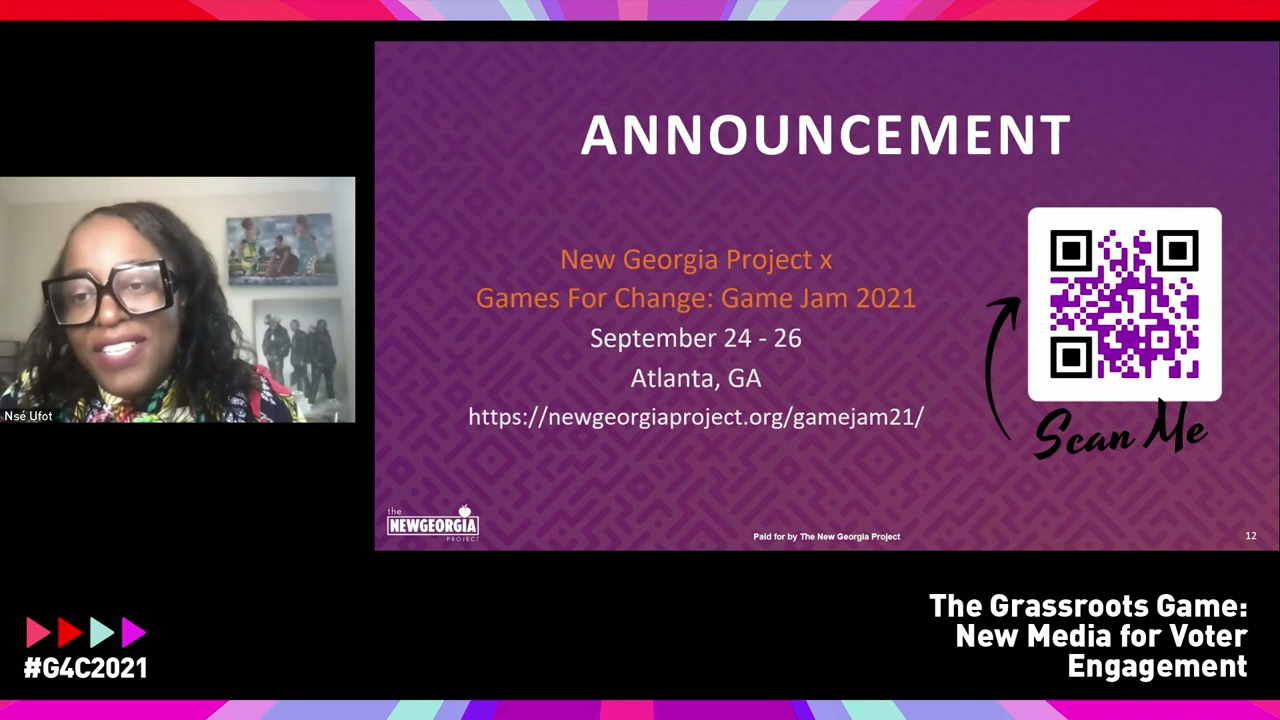 ANNOUNCEMENT
New Georgia Project x
Games For Change: Game Jam 2021
September 24 - 26
Atlanta, GA
https://newgeorgiaproject.org/gamejam21/
Scan Me
Nsé Ufot
the
NEWGEORGIA
PROJECT
Paid for by The New Georgia Project
12
#G4C2021
The Grassroots Game:
New Media for Voter
Engagement